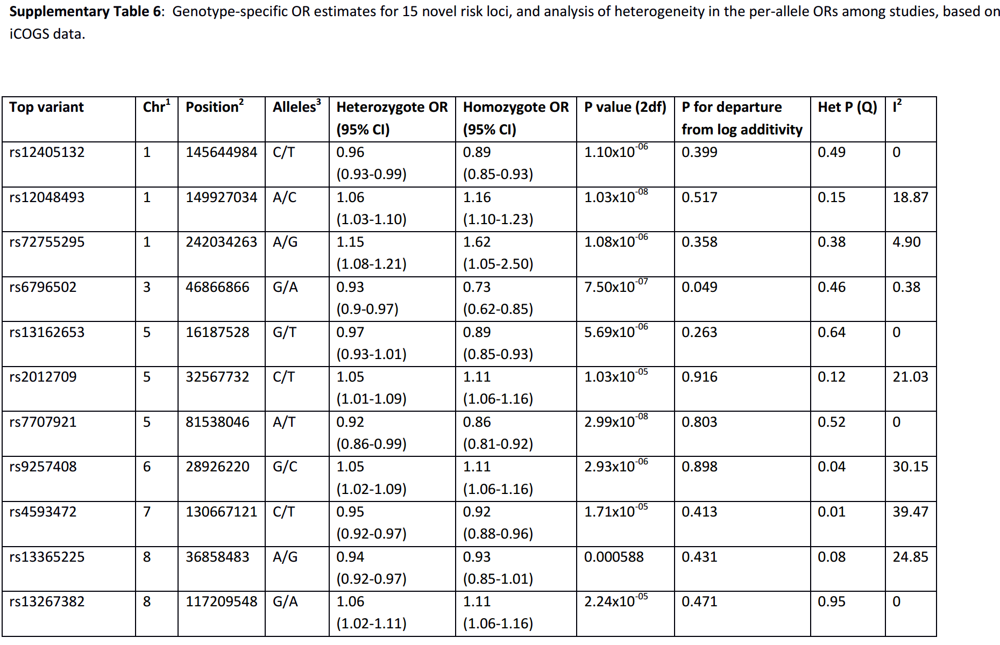 Supplementary Table 6: Genotype-specific OR estimates for 15 novel risk loci, and analysis of heterogeneity in the per-allele ORs among studies, based on
iCOGS data.
Top variant Chr¹ Position² Alleles³ Heterozygote OR (95% CI) Homozygote OR (95% CI) P value (2df) P for departure from log additivity Het P (Q) I²
rs12405132 1 145644984 C/T 0.96 (0.93-0.99) 0.89 (0.85-0.93) 1.10x10⁻⁰⁶ 0.399 0.49 0
rs12048493 1 149927034 A/C 1.06 (1.03-1.10) 1.16 (1.10-1.23) 1.03x10⁻⁰⁸ 0.517 0.15 18.87
rs72755295 1 242034263 A/G 1.15 (1.08-1.21) 1.62 (1.05-2.50) 1.08x10⁻⁰⁶ 0.358 0.38 4.90
rs6796502 3 46866866 G/A 0.93 (0.9-0.97) 0.73 (0.62-0.85) 7.50x10⁻⁰⁷ 0.049 0.46 0.38
rs13162653 5 16187528 G/T 0.97 (0.93-1.01) 0.89 (0.85-0.93) 5.69x10⁻⁰⁶ 0.263 0.64 0
rs2012709 5 32567732 C/T 1.05 (1.01-1.09) 1.11 (1.06-1.16) 1.03x10⁻⁰⁵ 0.916 0.12 21.03
rs7707921 5 81538046 A/T 0.92 (0.86-0.99) 0.86 (0.81-0.92) 2.99x10⁻⁰⁸ 0.803 0.52 0
rs9257408 6 28926220 G/C 1.05 (1.02-1.09) 1.11 (1.06-1.16) 2.93x10⁻⁰⁶ 0.898 0.04 30.15
rs4593472 7 130667121 C/T 0.95 (0.92-0.97) 0.92 (0.88-0.96) 1.71x10⁻⁰⁵ 0.413 0.01 39.47
rs13365225 8 36858483 A/G 0.94 (0.92-0.97) 0.93 (0.85-1.01) 0.000588 0.431 0.08 24.85
rs13267382 8 117209548 G/A 1.06 (1.02-1.11) 1.11 (1.06-1.16) 2.24x10⁻⁰⁵ 0.471 0.95 0